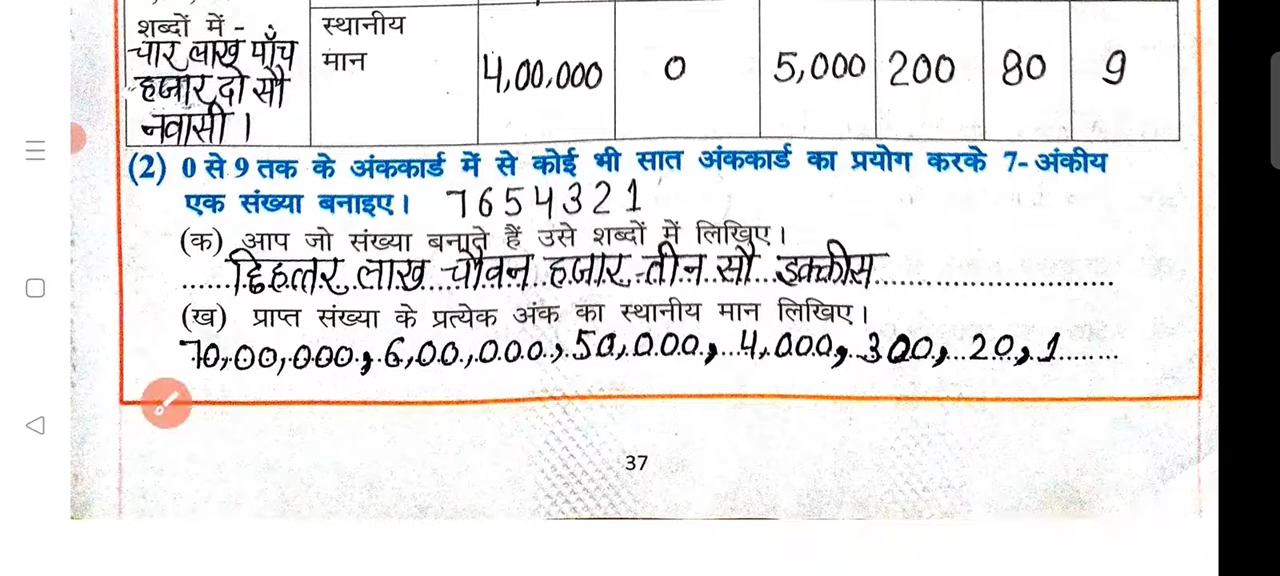 शब्दों में -
चार लाख पाँच
हजार दो सौ
नवासी।
स्थानीय
मान
4,00,000 0 5,000 200 80 9
(2) 0 से 9 तक के अंककार्ड में से कोई भी सात अंककार्ड का प्रयोग करके 7- अंकीय
एक संख्या बनाइए। 7654321
(क) आप जो संख्या बनाते हैं उसे शब्दों में लिखिए।
छिहत्तर लाख चौवन हजार तीन सौ इक्कीस
(ख) प्राप्त संख्या के प्रत्येक अंक का स्थानीय मान लिखिए।
70,00,000, 6,00,000, 50,000, 4,000, 300, 20, 1
37